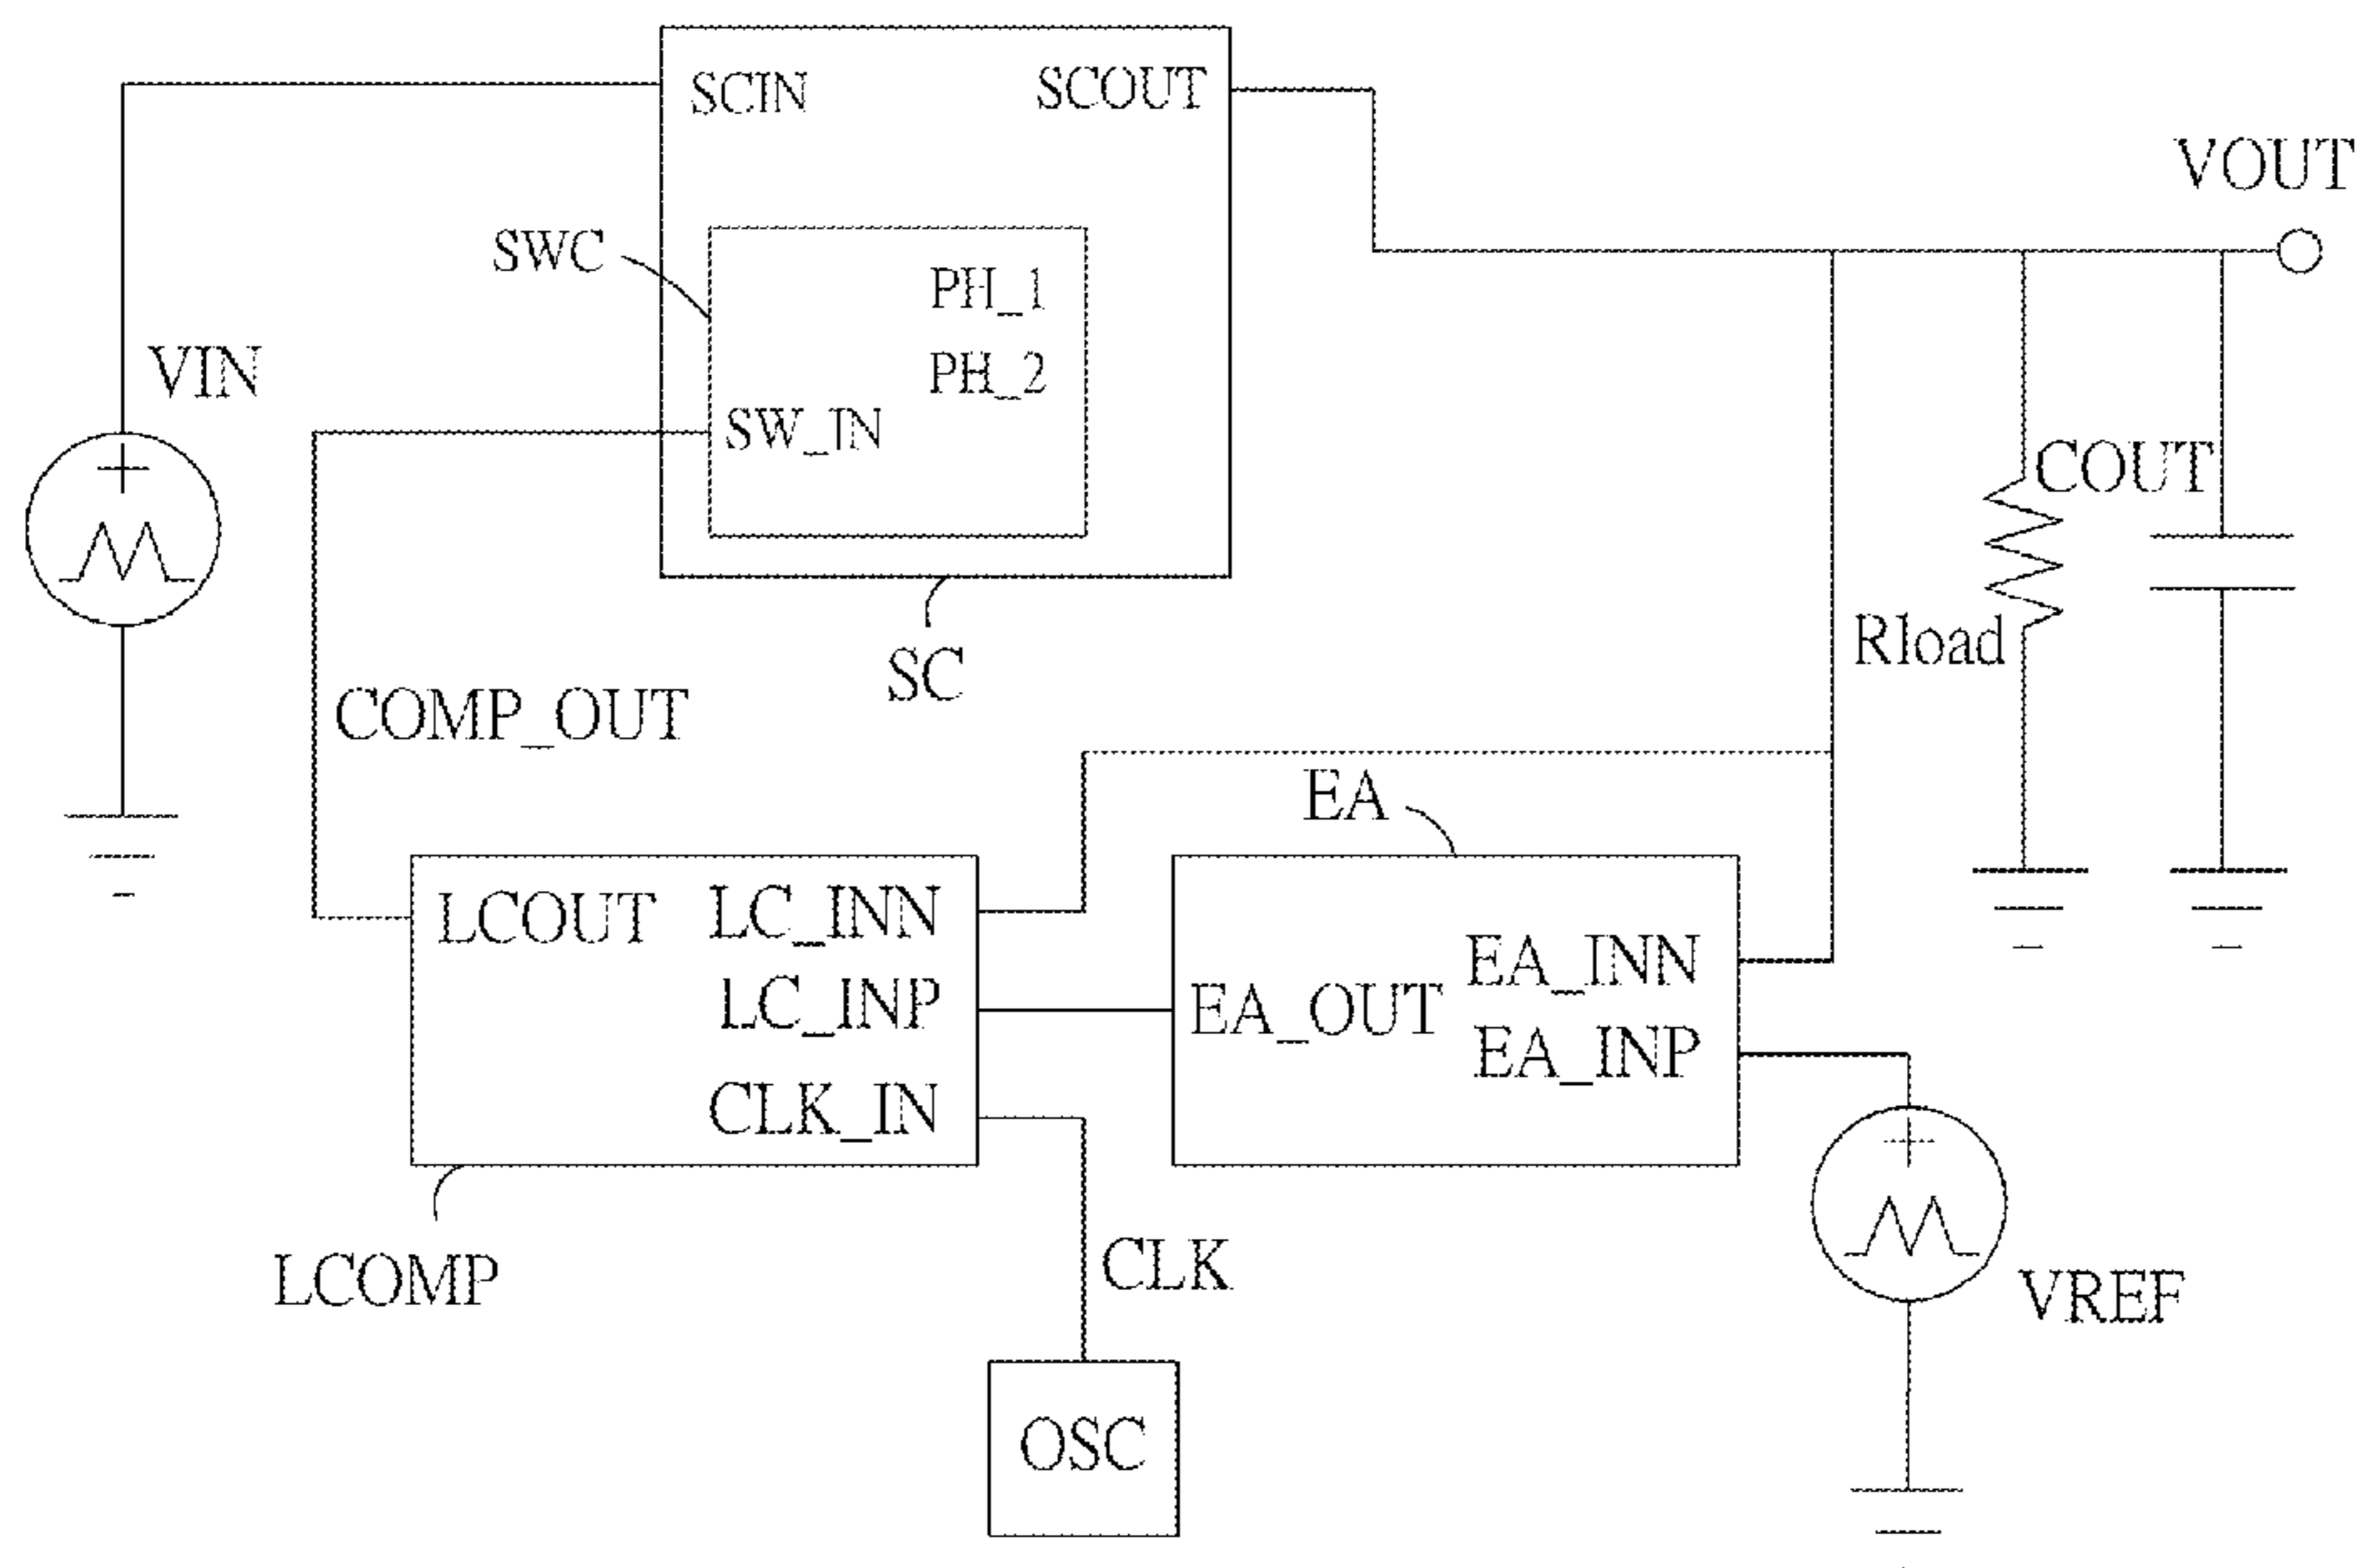 SCIN
SCOUT
VOUT
SWC
PH_1
VIN
PH_2
SW_IN
COUT
Rload
SC
COMP_OUT
EA
LCOUT
LC_INN
EA_INN
LC_INP
EA_OUT
EA_INP
CLK_IN
LCOMP
CLK
VREF
OSC